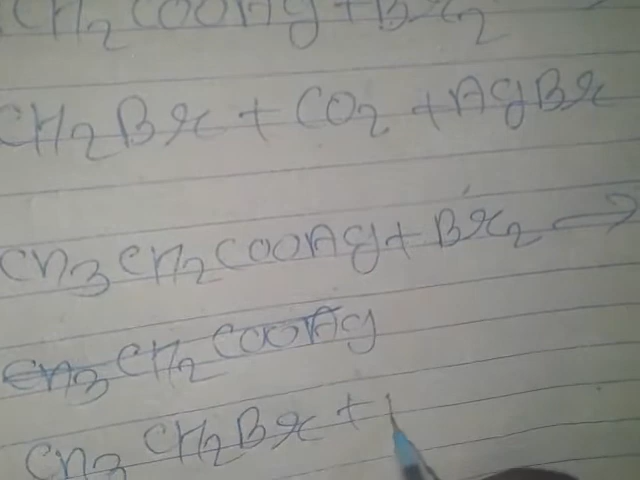 CH2COOAg+Br2
CH2Br + CO2 + AgBr
CH3CH2COOAg + Br2 ⟹
CH3CH2COOAg
CH3CH2Br +